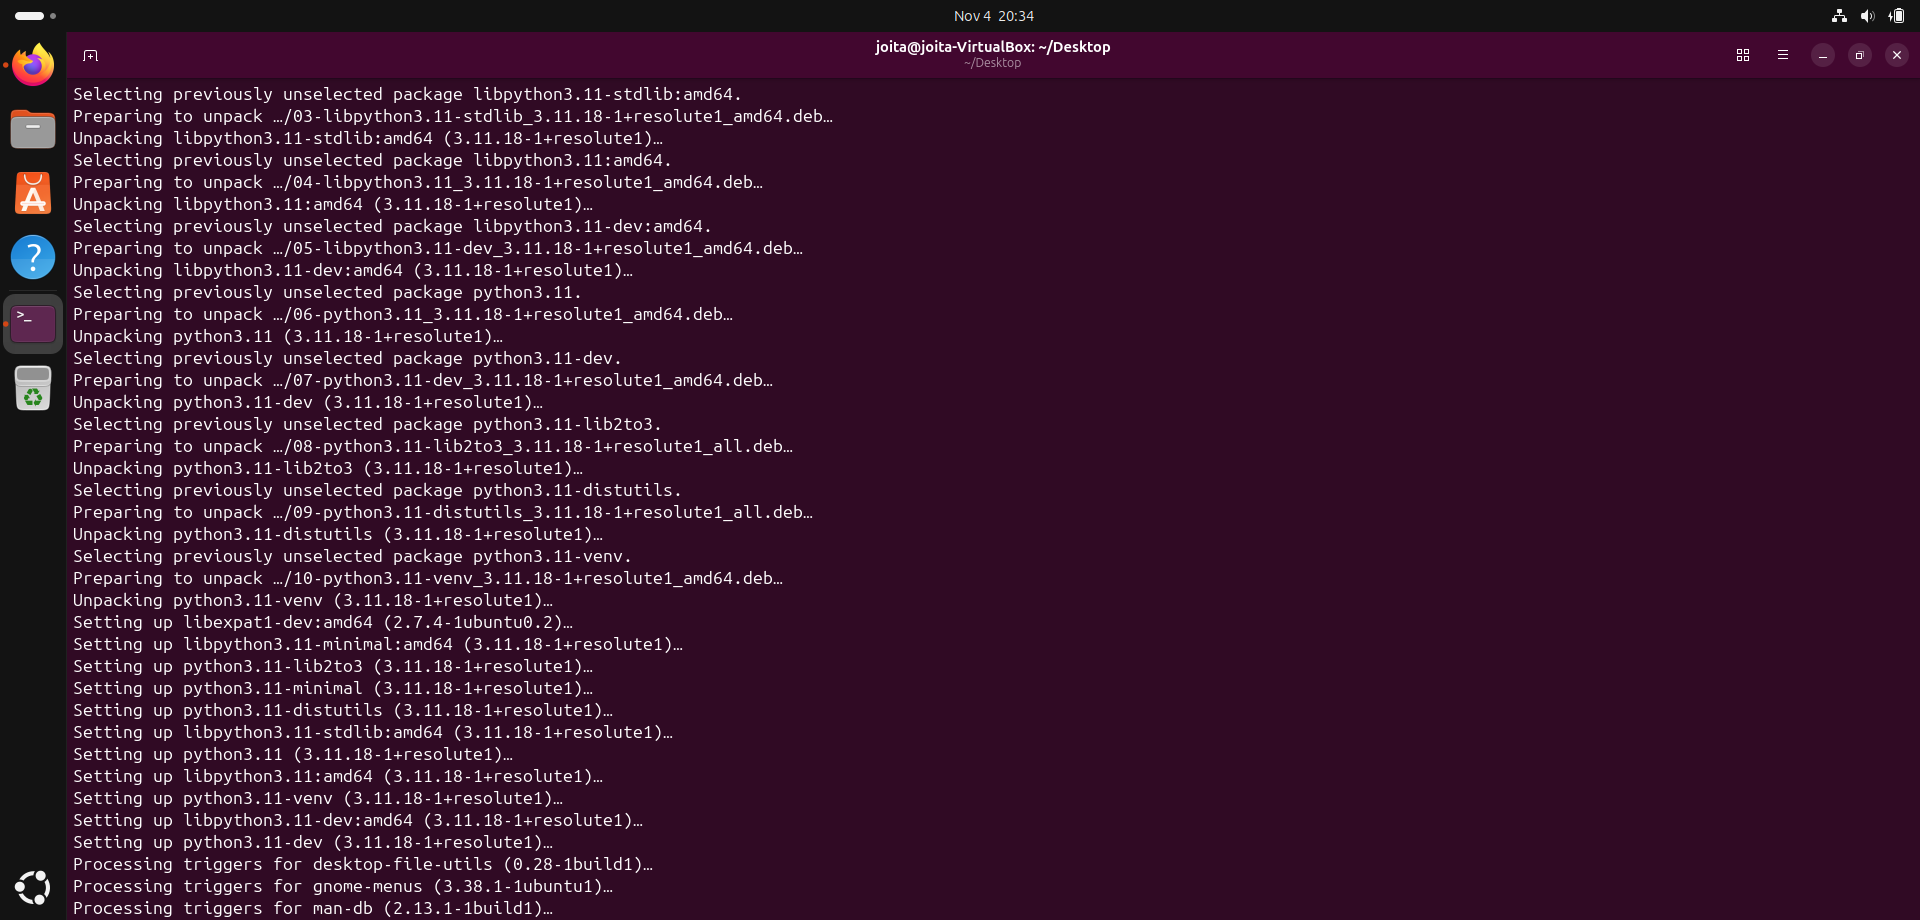 Nov 4 20:34
joita@joita-VirtualBox: ~/Desktop
~/Desktop
Selecting previously unselected package libpython3.11-stdlib:amd64.
Preparing to unpack …/03-libpython3.11-stdlib_3.11.18-1+resolute1_amd64.deb…
Unpacking libpython3.11-stdlib:amd64 (3.11.18-1+resolute1)…
Selecting previously unselected package libpython3.11:amd64.
Preparing to unpack …/04-libpython3.11_3.11.18-1+resolute1_amd64.deb…
Unpacking libpython3.11:amd64 (3.11.18-1+resolute1)…
Selecting previously unselected package libpython3.11-dev:amd64.
Preparing to unpack …/05-libpython3.11-dev_3.11.18-1+resolute1_amd64.deb…
Unpacking libpython3.11-dev:amd64 (3.11.18-1+resolute1)…
Selecting previously unselected package python3.11.
Preparing to unpack …/06-python3.11_3.11.18-1+resolute1_amd64.deb…
Unpacking python3.11 (3.11.18-1+resolute1)…
Selecting previously unselected package python3.11-dev.
Preparing to unpack …/07-python3.11-dev_3.11.18-1+resolute1_amd64.deb…
Unpacking python3.11-dev (3.11.18-1+resolute1)…
Selecting previously unselected package python3.11-lib2to3.
Preparing to unpack …/08-python3.11-lib2to3_3.11.18-1+resolute1_all.deb…
Unpacking python3.11-lib2to3 (3.11.18-1+resolute1)…
Selecting previously unselected package python3.11-distutils.
Preparing to unpack …/09-python3.11-distutils_3.11.18-1+resolute1_all.deb…
Unpacking python3.11-distutils (3.11.18-1+resolute1)…
Selecting previously unselected package python3.11-venv.
Preparing to unpack …/10-python3.11-venv_3.11.18-1+resolute1_amd64.deb…
Unpacking python3.11-venv (3.11.18-1+resolute1)…
Setting up libexpat1-dev:amd64 (2.7.4-1ubuntu0.2)…
Setting up libpython3.11-minimal:amd64 (3.11.18-1+resolute1)…
Setting up python3.11-lib2to3 (3.11.18-1+resolute1)…
Setting up python3.11-minimal (3.11.18-1+resolute1)…
Setting up python3.11-distutils (3.11.18-1+resolute1)…
Setting up libpython3.11-stdlib:amd64 (3.11.18-1+resolute1)…
Setting up python3.11 (3.11.18-1+resolute1)…
Setting up libpython3.11:amd64 (3.11.18-1+resolute1)…
Setting up python3.11-venv (3.11.18-1+resolute1)…
Setting up libpython3.11-dev:amd64 (3.11.18-1+resolute1)…
Setting up python3.11-dev (3.11.18-1+resolute1)…
Processing triggers for desktop-file-utils (0.28-1build1)…
Processing triggers for gnome-menus (3.38.1-1ubuntu1)…
Processing triggers for man-db (2.13.1-1build1)…